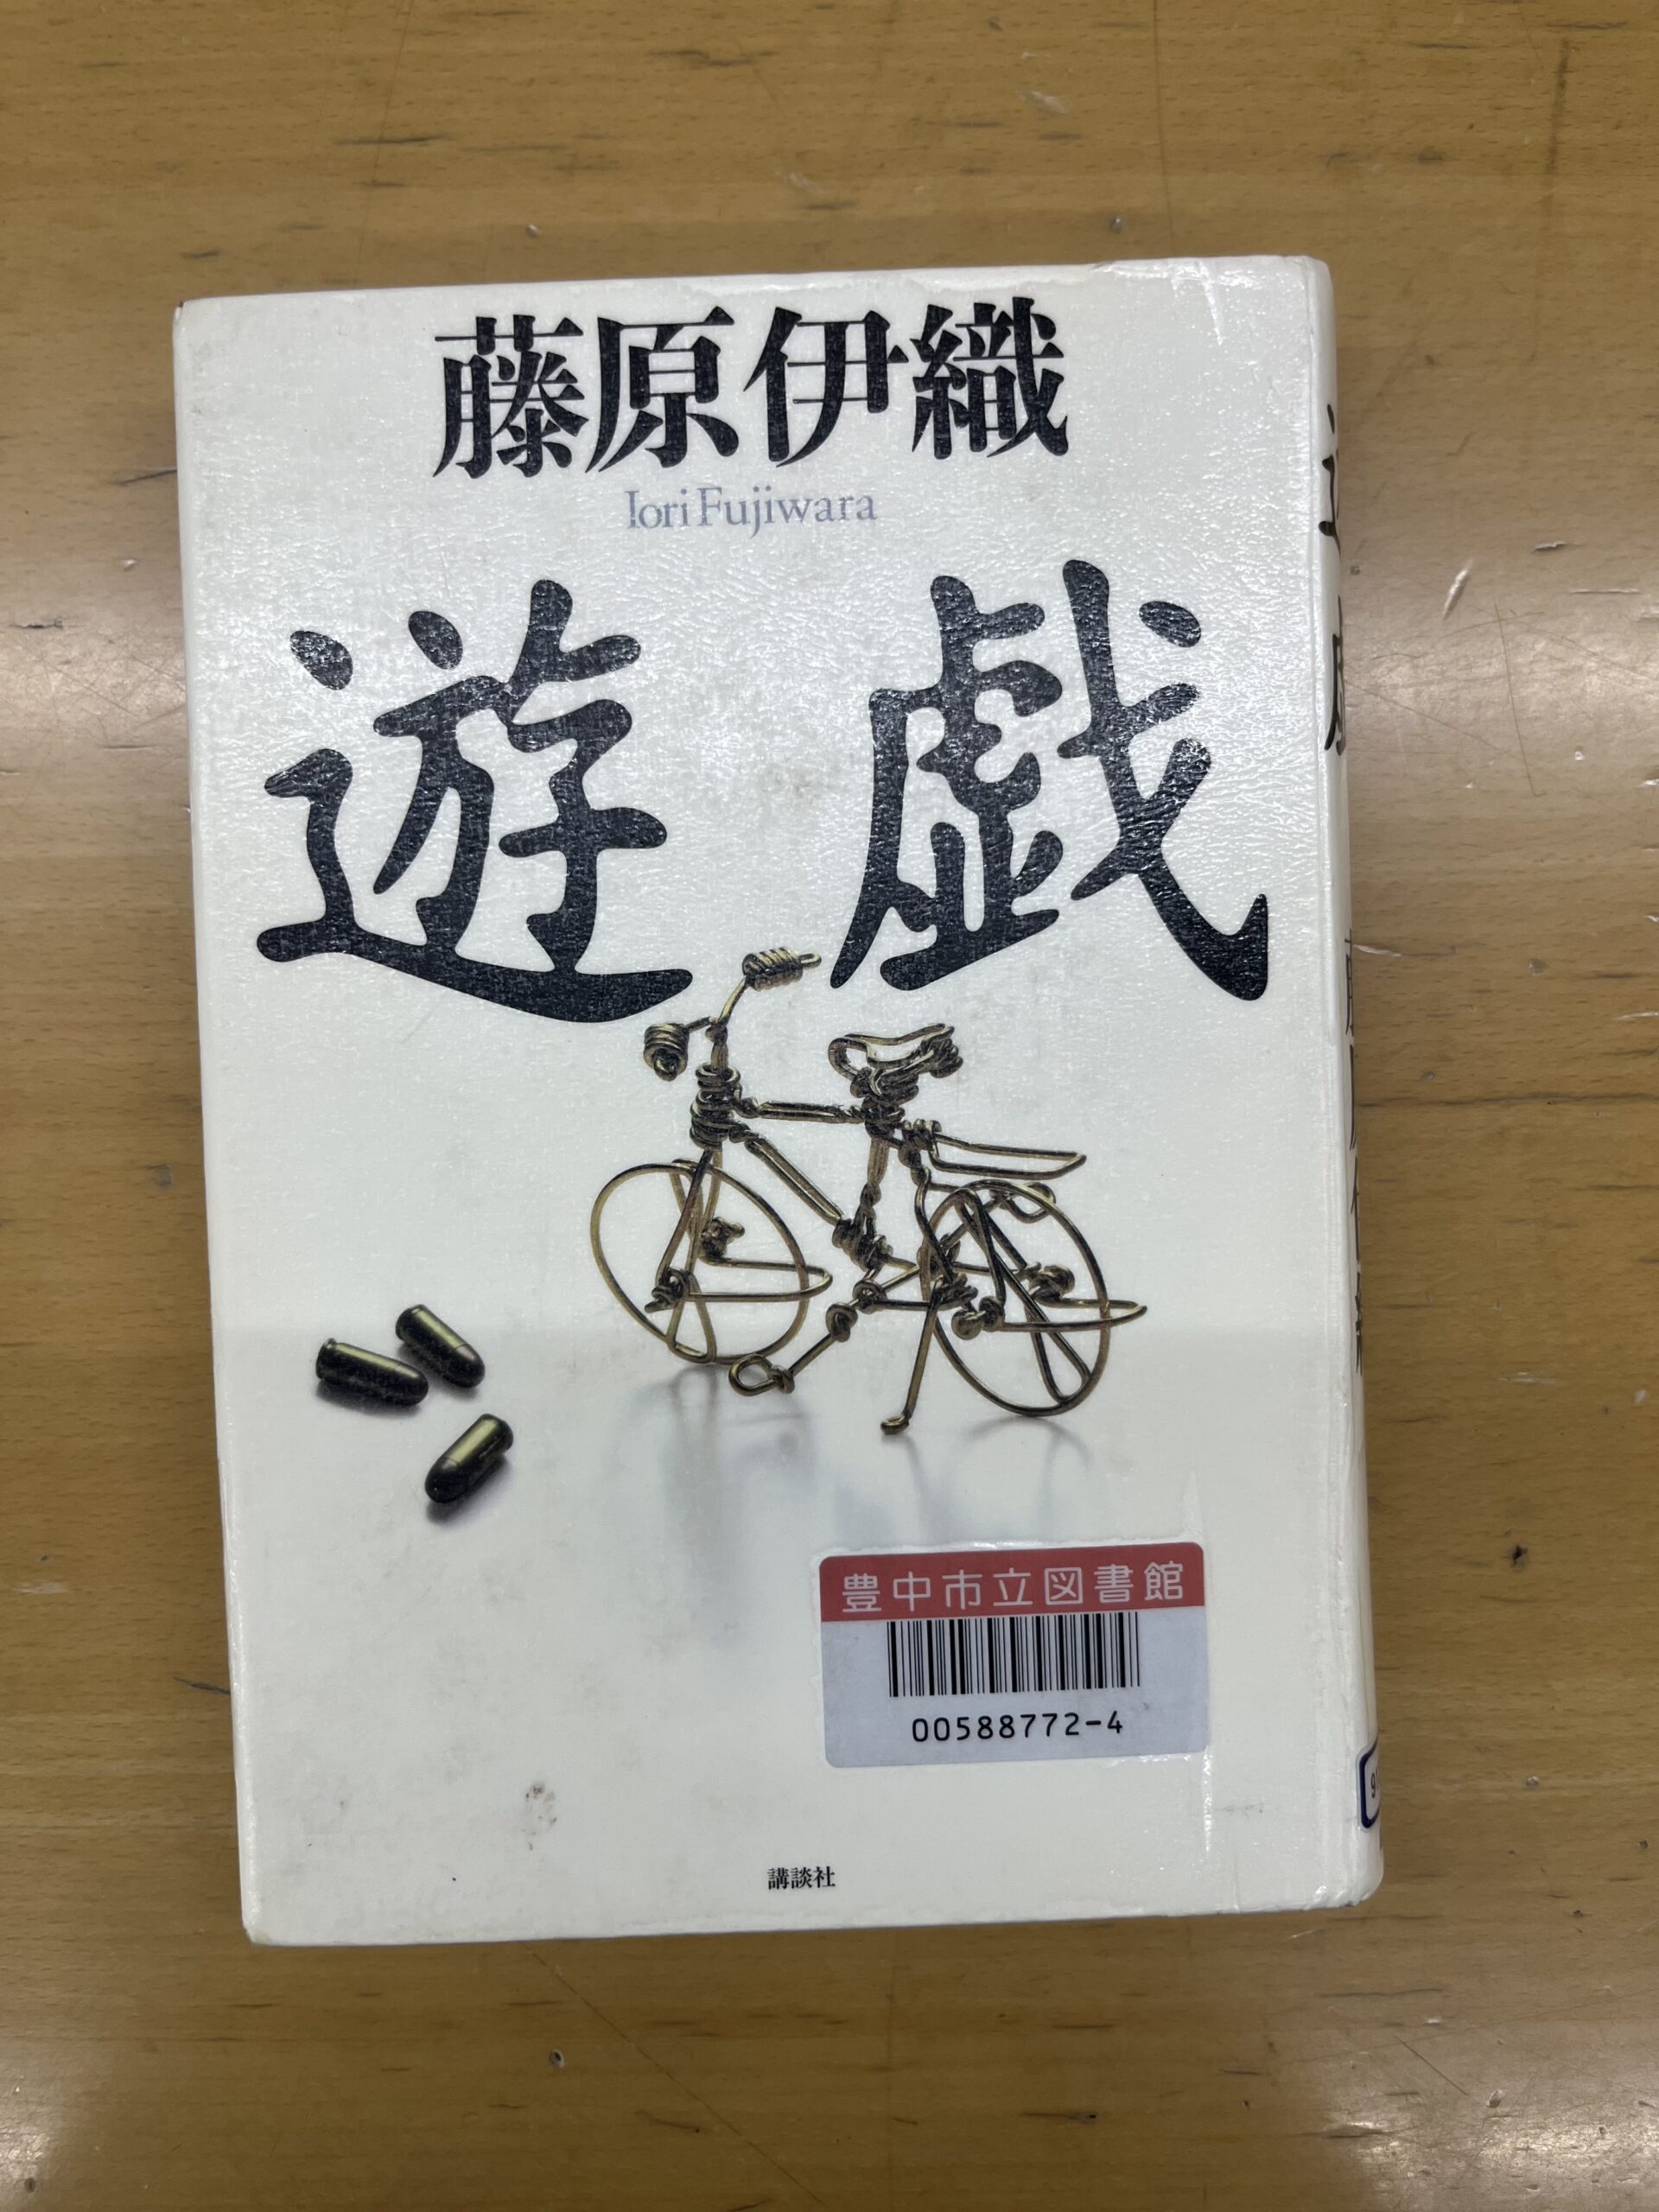 藤原伊織
Iori Fujiwara
遊戯
豊中市立図書館
00588772-4
講談社